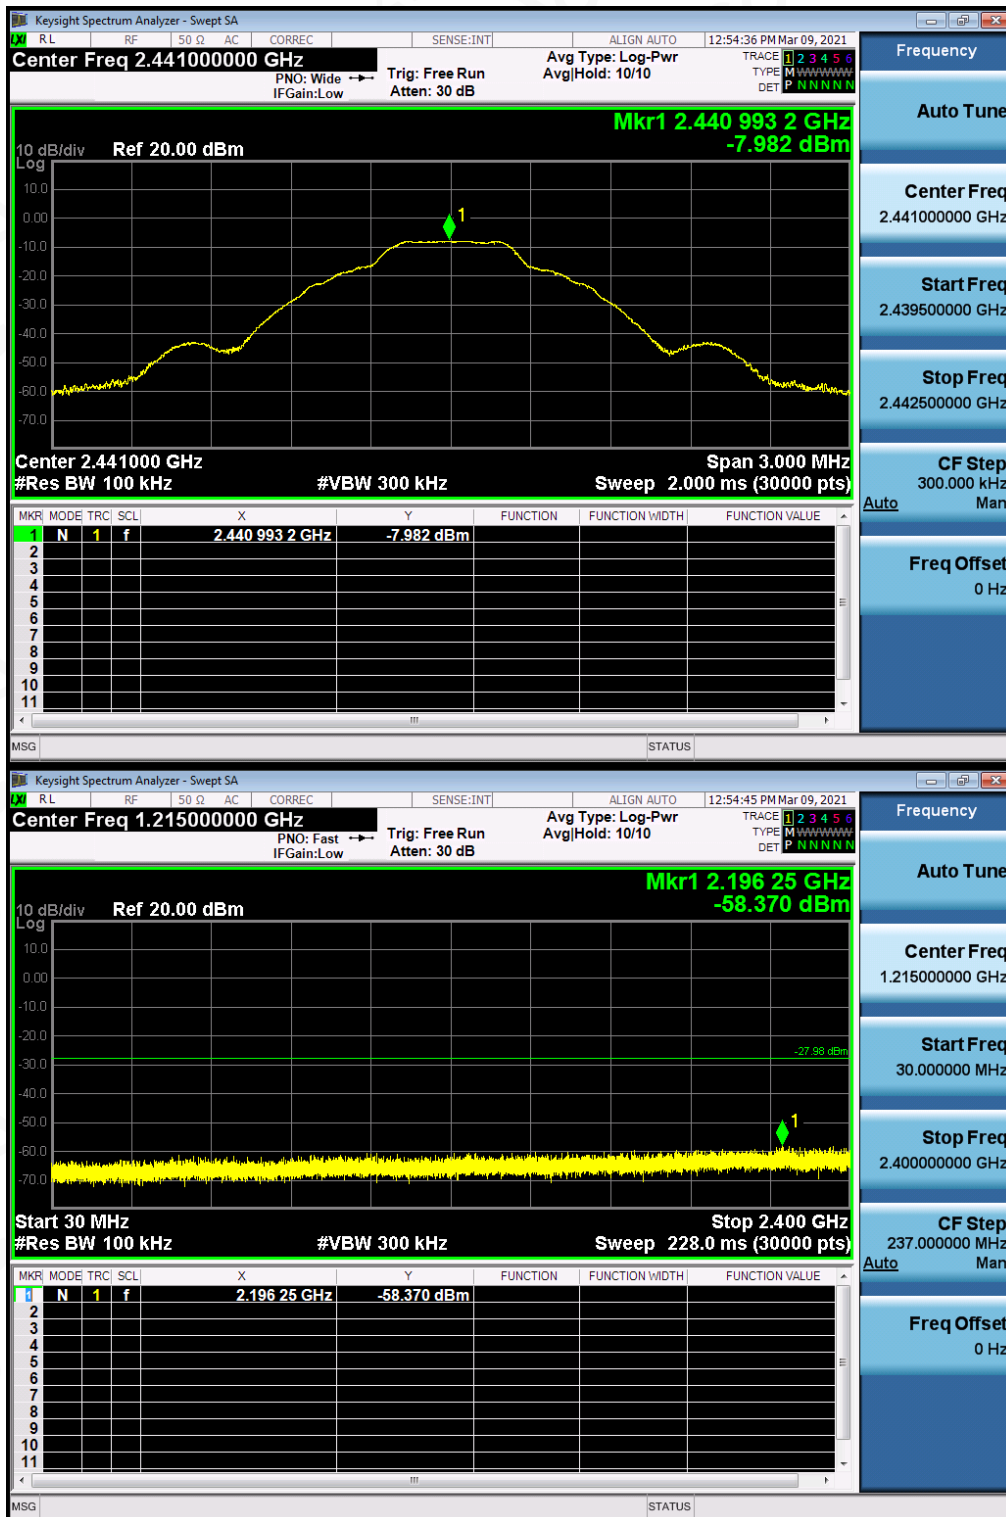 Keysight Spectrum Analyzer - Swept SA
LXI RL RF 50 Ω AC CORREC SENSE:INT ALIGN AUTO 12:54:36 PM Mar 09, 2021
Center Freq 2.441000000 GHz
PNO: Wide
IFGain:Low
Trig: Free Run
Atten: 30 dB
Avg Type: Log-Pwr
Avg|Hold: 10/10
TRACE 1 2 3 4 5 6
TYPE M WWWWW
DET P N N N N N
Mkr1 2.440 993 2 GHz
-7.982 dBm
10 dB/div Ref 20.00 dBm
Log
10.0
0.00
-10.0
-20.0
-30.0
-40.0
-50.0
-60.0
-70.0
1
Center 2.441000 GHz Span 3.000 MHz
#Res BW 100 kHz #VBW 300 kHz Sweep 2.000 ms (30000 pts)
MKR MODE TRC SCL X Y FUNCTION FUNCTION WIDTH FUNCTION VALUE
1 N 1 f 2.440 993 2 GHz -7.982 dBm
2
3
4
5
6
7
8
9
10
11
MSG STATUS
Frequency
Auto Tune
Center Freq
2.441000000 GHz
Start Freq
2.439500000 GHz
Stop Freq
2.442500000 GHz
CF Step
300.000 kHz
Auto Man
Freq Offset
0 Hz
Keysight Spectrum Analyzer - Swept SA
LXI RL RF 50 Ω AC CORREC SENSE:INT ALIGN AUTO 12:54:45 PM Mar 09, 2021
Center Freq 1.215000000 GHz
PNO: Fast
IFGain:Low
Trig: Free Run
Atten: 30 dB
Avg Type: Log-Pwr
Avg|Hold: 10/10
TRACE 1 2 3 4 5 6
TYPE M WWWWW
DET P N N N N N
Mkr1 2.196 25 GHz
-58.370 dBm
10 dB/div Ref 20.00 dBm
Log
10.0
0.00
-10.0
-20.0
-30.0
-40.0
-50.0
-60.0
-70.0
-27.98 dBm
1
Start 30 MHz Stop 2.400 GHz
#Res BW 100 kHz #VBW 300 kHz Sweep 228.0 ms (30000 pts)
MKR MODE TRC SCL X Y FUNCTION FUNCTION WIDTH FUNCTION VALUE
1 N 1 f 2.196 25 GHz -58.370 dBm
2
3
4
5
6
7
8
9
10
11
MSG STATUS
Frequency
Auto Tune
Center Freq
1.215000000 GHz
Start Freq
30.000000 MHz
Stop Freq
2.400000000 GHz
CF Step
237.000000 MHz
Auto Man
Freq Offset
0 Hz